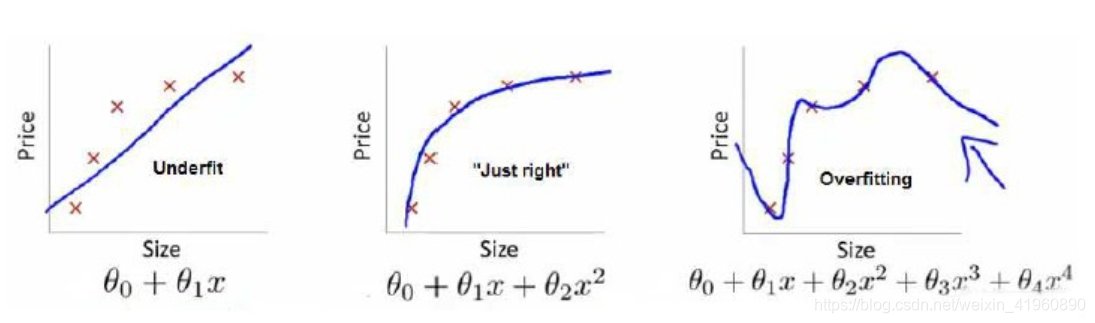 Price
Underfit
Size
θ₀ + θ₁x
Price
"Just right"
Size
θ₀ + θ₁x + θ₂x²
Price
Overfitting
Size
θ₀ + θ₁x + θ₂x² + θ₃x³ + θ₄x⁴
https://blog.csdn.net/weixin_41960890